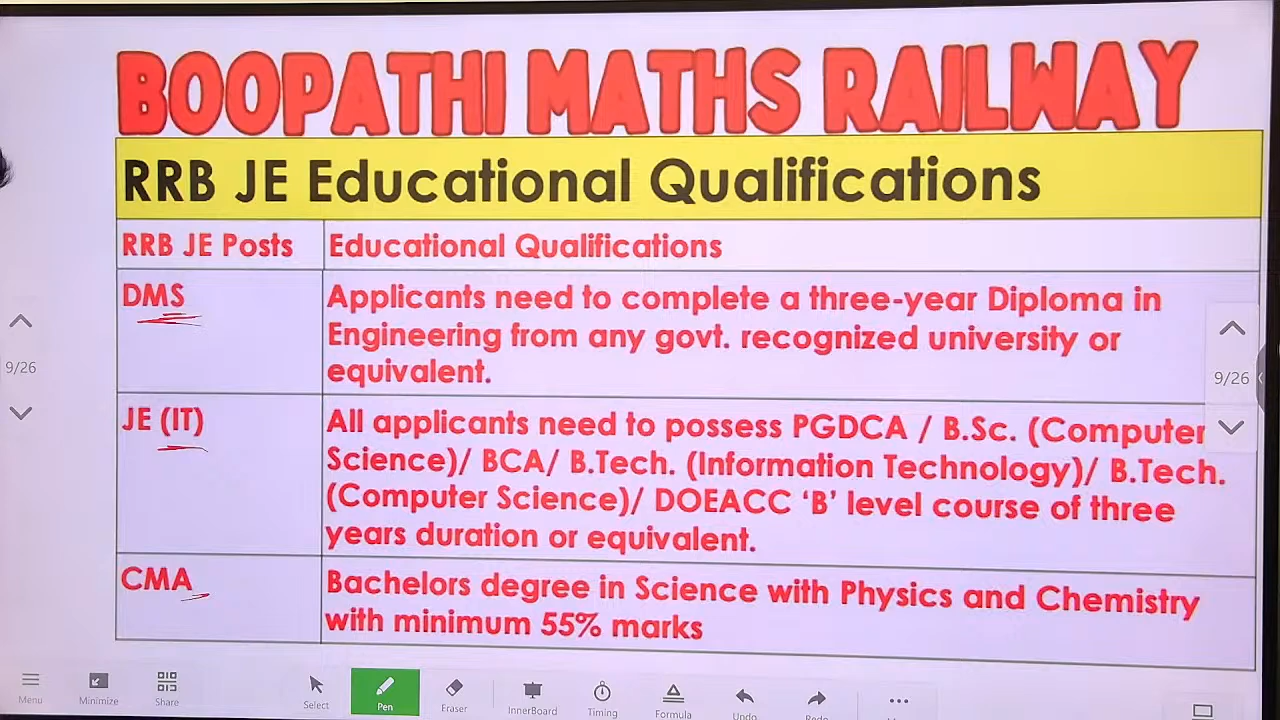 BOOPATHI MATHS RAILWAY
RRB JE Educational Qualifications
RRB JE Posts
Educational Qualifications
DMS
Applicants need to complete a three-year Diploma in
Engineering from any govt. recognized university or
equivalent.
JE (IT)
All applicants need to possess PGDCA / B.Sc. (Computer
Science)/ BCA/ B.Tech. (Information Technology)/ B.Tech.
(Computer Science)/ DOEACC ‘B’ level course of three
years duration or equivalent.
CMA
Bachelors degree in Science with Physics and Chemistry
with minimum 55% marks
9/26
9/26
Menu
Minimize
Share
Select
Pen
Eraser
InnerBoard
Timing
Formula
Undo
Redo